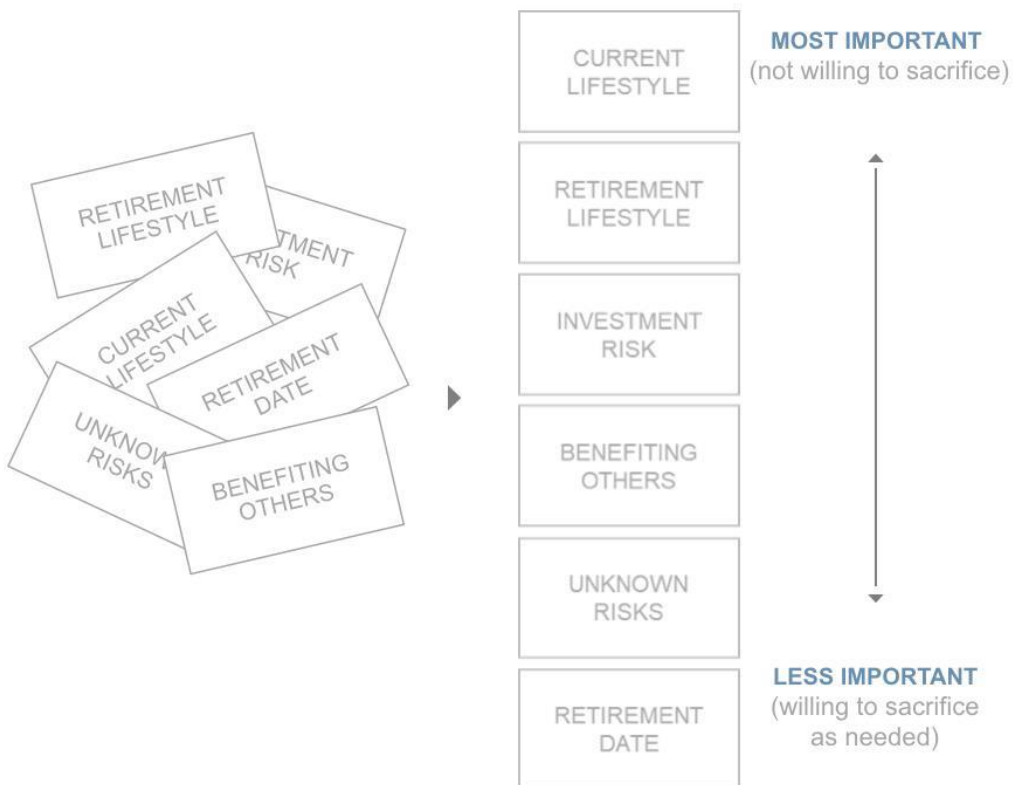 RETIREMENT
LIFESTYLE
TMENT
RISK
CURRENT
LIFESTYLE
RETIREMENT
DATE
UNKNOW
RISKS
BENEFITING
OTHERS
CURRENT
LIFESTYLE
RETIREMENT
LIFESTYLE
INVESTMENT
RISK
BENEFITING
OTHERS
UNKNOWN
RISKS
RETIREMENT
DATE
MOST IMPORTANT
(not willing to sacrifice)
LESS IMPORTANT
(willing to sacrifice
as needed)